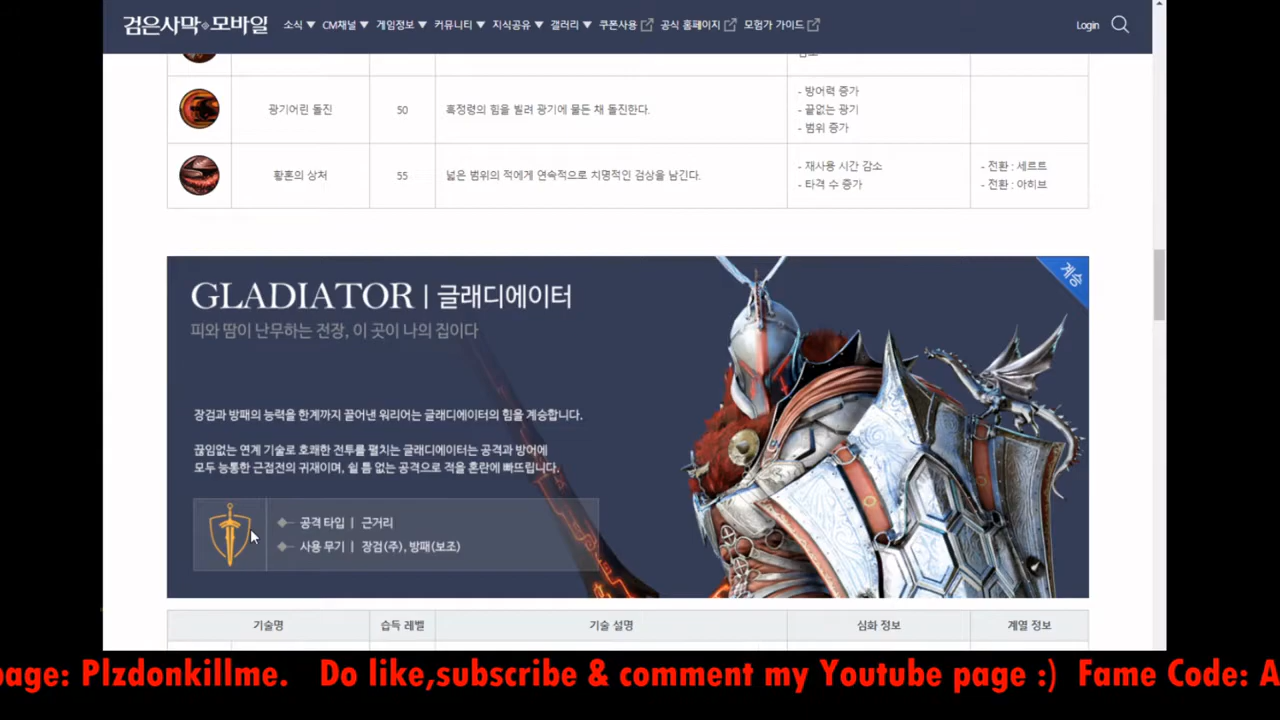 검은사막 모바일 소식 ▼ CM채널 ▼ 게임정보 ▼ 커뮤니티 ▼ 지식공유 ▼ 갤러리 ▼ 쿠폰사용 공식 홈페이지 모험가 가이드 Login
- 방어력 증가
광기어린 돌진 50 흑정령의 힘을 빌려 광기에 물든 채 돌진한다. - 끝없는 광기
- 범위 증가
- 재사용 시간 감소 - 전환 : 세르트
황혼의 상처 55 넓은 범위의 적에게 연속적으로 치명적인 검상을 남긴다.
- 타격 수 증가 - 전환 : 아히브
계승
GLADIATOR | 글래디에이터
피와 땀이 난무하는 전장, 이 곳이 나의 집이다
장검과 방패의 능력을 한계까지 끌어낸 워리어는 글래디에이터의 힘을 계승합니다.
끊임없는 연계 기술로 호쾌한 전투를 펼치는 글래디에이터는 공격과 방어에
모두 능통한 근접전의 귀재이며, 쉴 틈 없는 공격으로 적을 혼란에 빠뜨립니다.
공격 타입 | 근거리
사용 무기 | 장검(주), 방패(보조)
기술명 습득 레벨 기술 설명 심화 정보 계열 정보
page: Plzdonkillme. Do like,subscribe & comment my Youtube page :) Fame Code: A